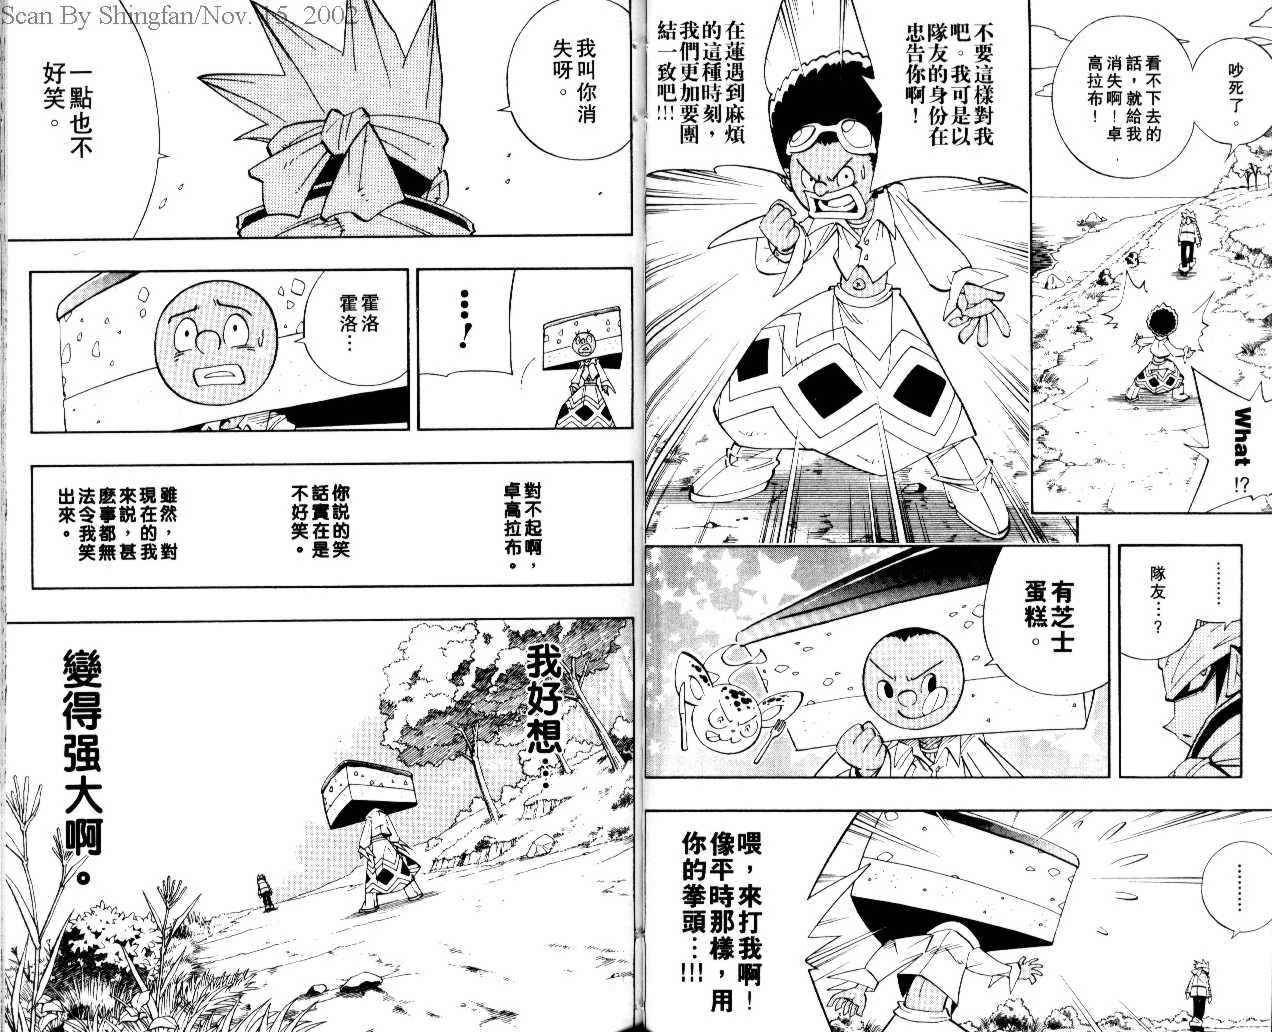 Scan By Shingfan/Nov. 15, 2002
吵死了。
看不下去的
話，就給我
消失啊！卓
高拉布！
What !?
不要這樣對我
吧。我可是以
隊友的身份在
忠告你啊！
在蓮遇到麻煩
的這種時刻，
我們更加要團
結一致吧!!!
………
隊友…？
有芝士
蛋糕。
………
喂，來打我啊！
像平時那樣，用
你的拳頭…!!!
我叫你消
失呀。
一點也不
好笑。
…！
霍洛
霍洛…
對不起啊，
卓高拉布。
你說的笑
話實在是
不好笑。
雖然，對
現在的我
來說，甚
麽事都無
法令我笑
出來。
我好想…
變得强大啊。